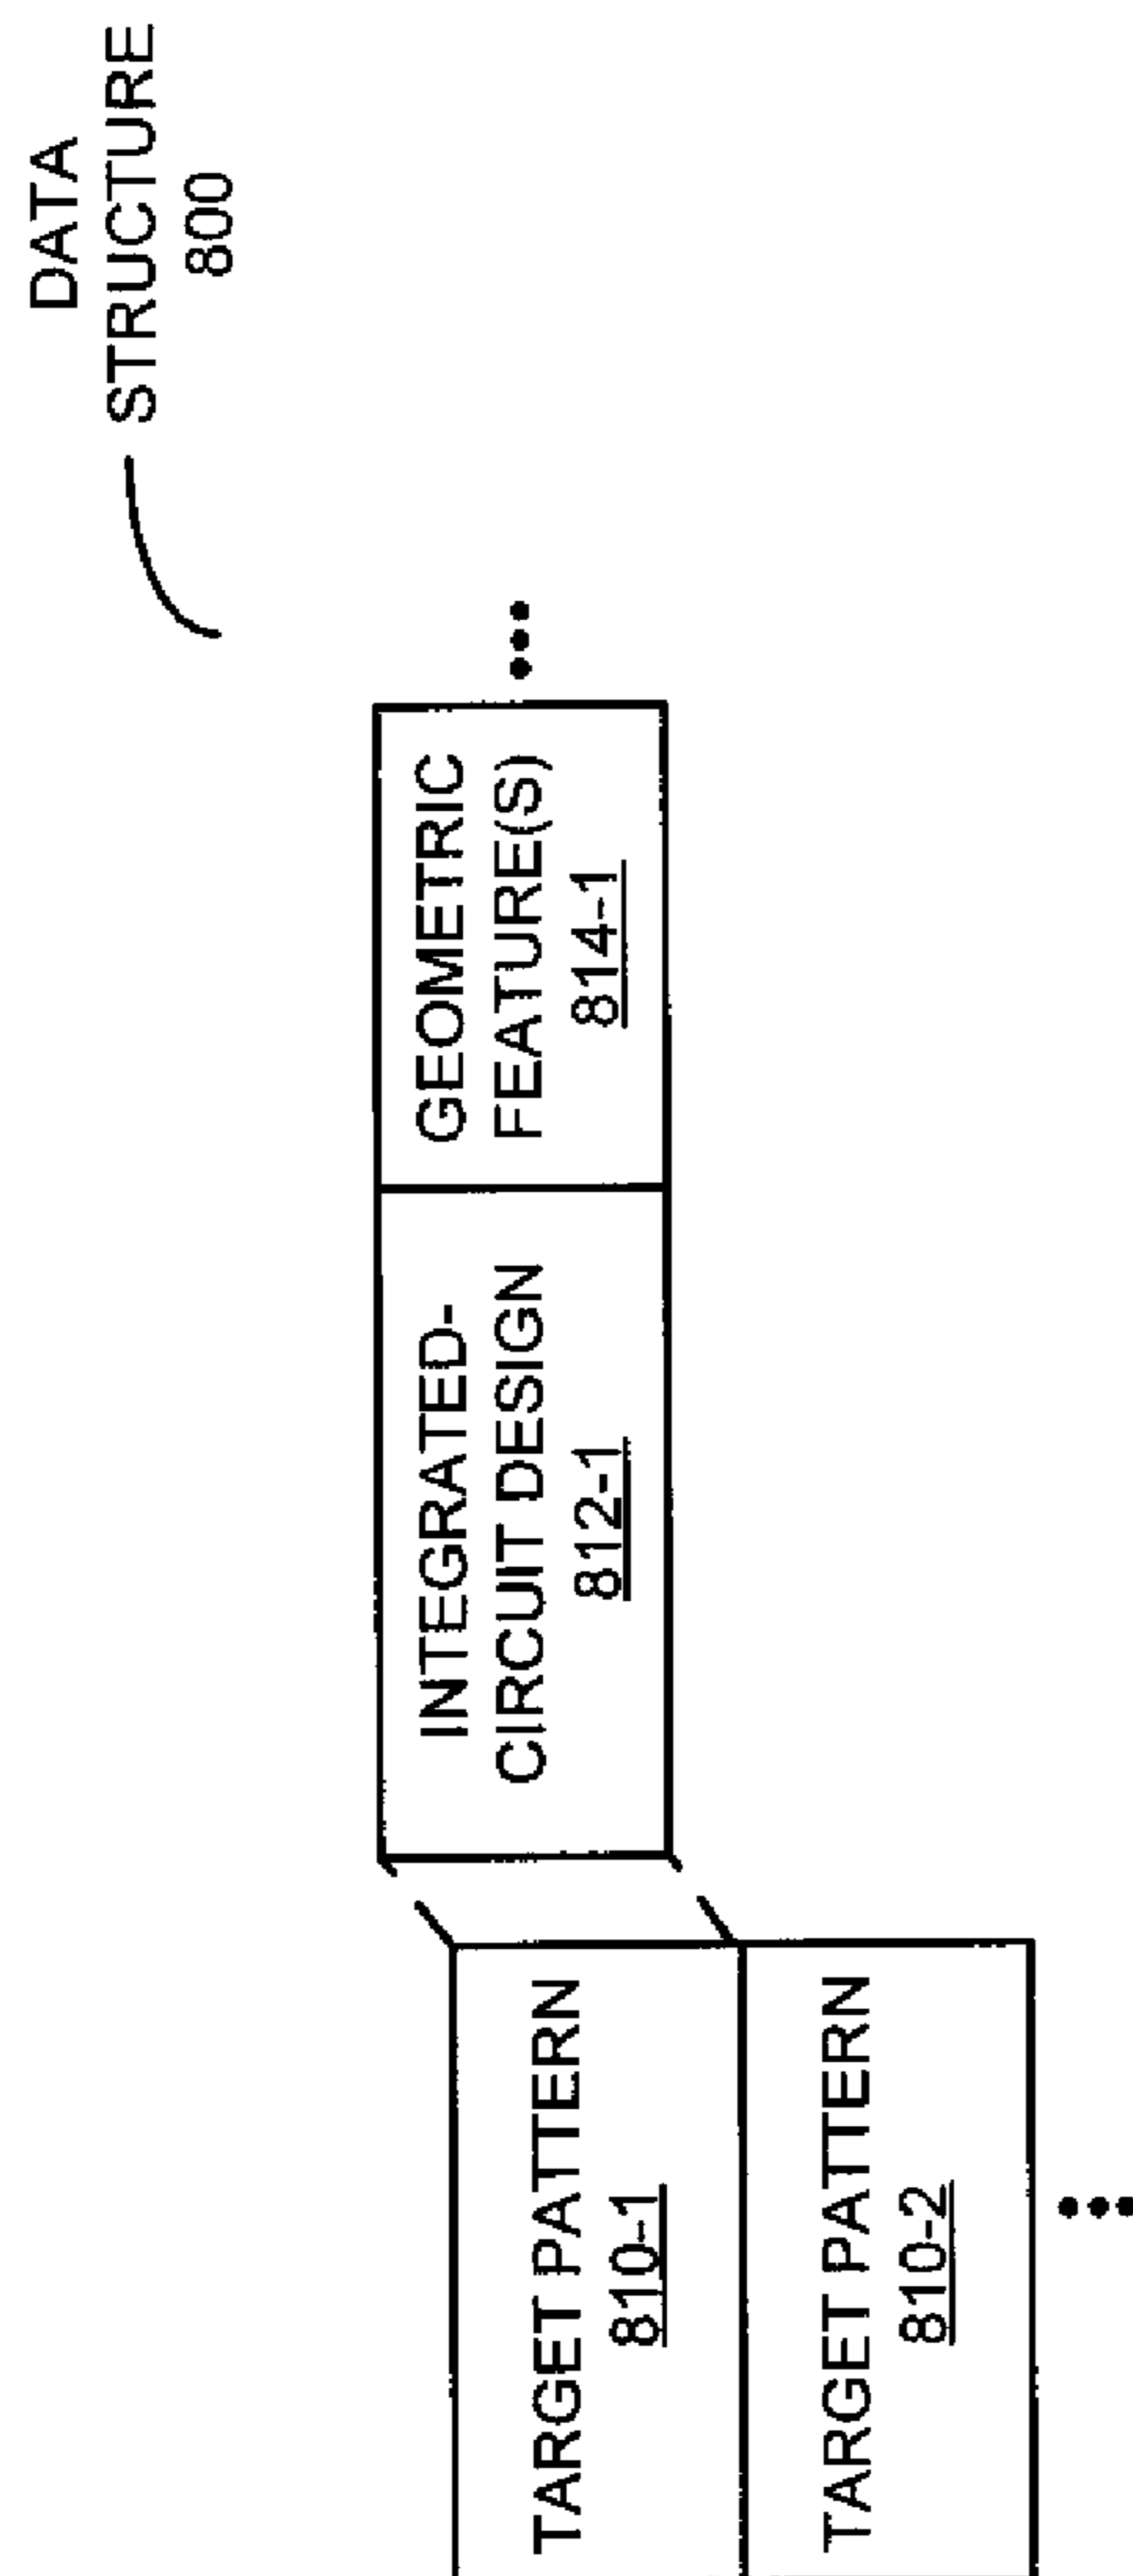 DATA
STRUCTURE
800
INTEGRATED-
CIRCUIT DESIGN
812-1
GEOMETRIC
FEATURE(S)
814-1
TARGET PATTERN
810-1
TARGET PATTERN
810-2